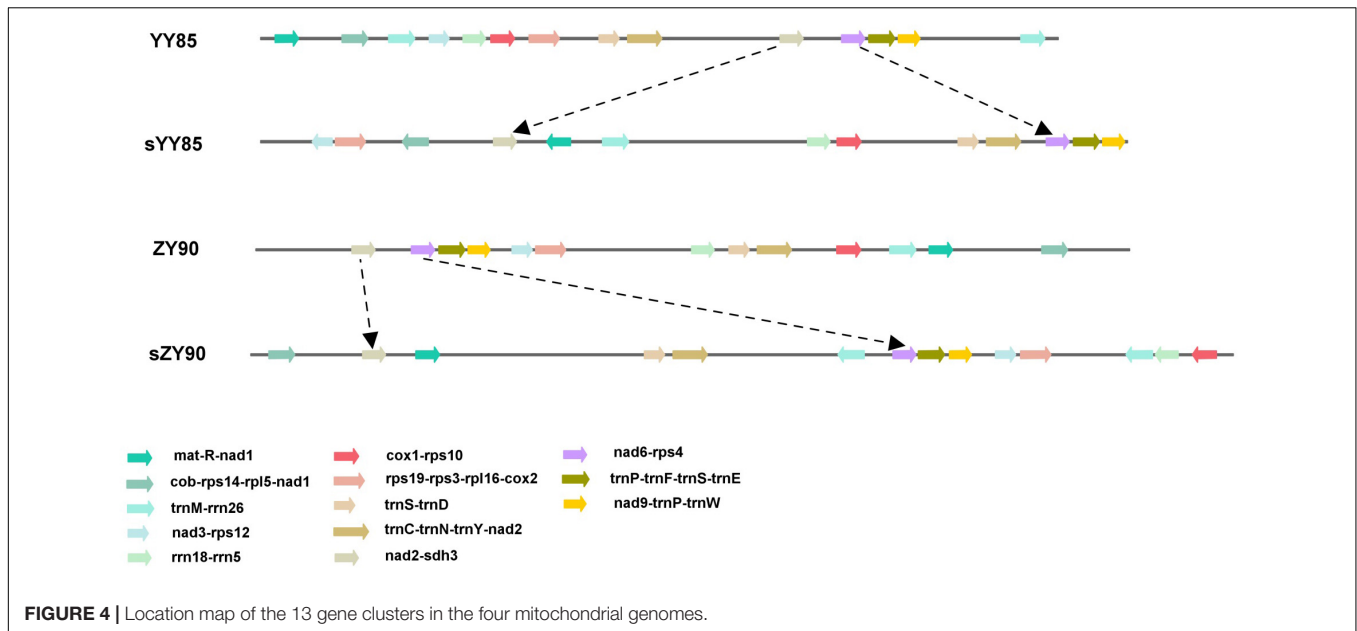 YY85
sYY85
ZY90
sZY90
mat-R-nad1 cox1-rps10 nad6-rps4
cob-rps14-rpl5-nad1 rps19-rps3-rpl16-cox2 trnP-trnF-trnS-trnE
trnM-rrn26 trnS-trnD nad9-trnP-trnW
nad3-rps12 trnC-trnN-trnY-nad2
rrn18-rrn5 nad2-sdh3
FIGURE 4 | Location map of the 13 gene clusters in the four mitochondrial genomes.